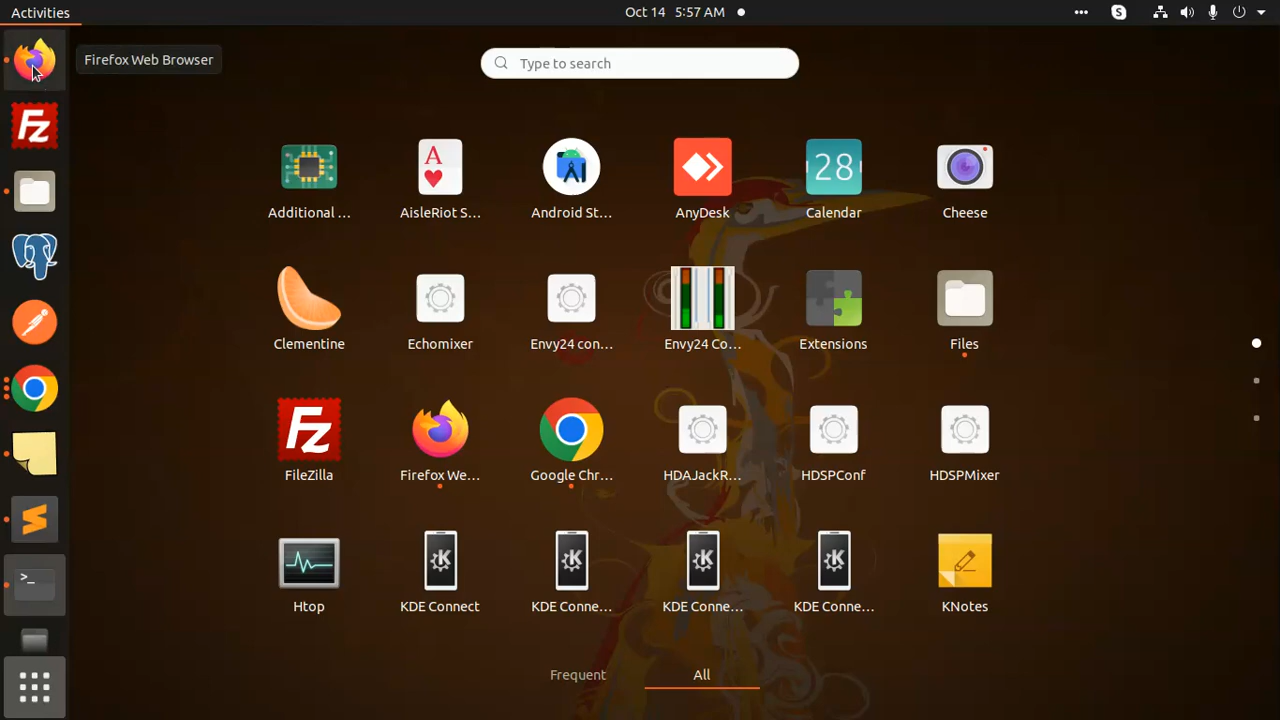 Activities
Oct 14 5:57 AM
Firefox Web Browser
Type to search
Additional ...
AisleRiot S...
Android St...
AnyDesk
Calendar
Cheese
Clementine
Echomixer
Envy24 con...
Envy24 Co...
Extensions
Files
FileZilla
Firefox We...
Google Chr...
HDAJackR...
HDSPConf
HDSPMixer
Htop
KDE Connect
KDE Conne...
KDE Conne...
KDE Conne...
KNotes
Frequent
All